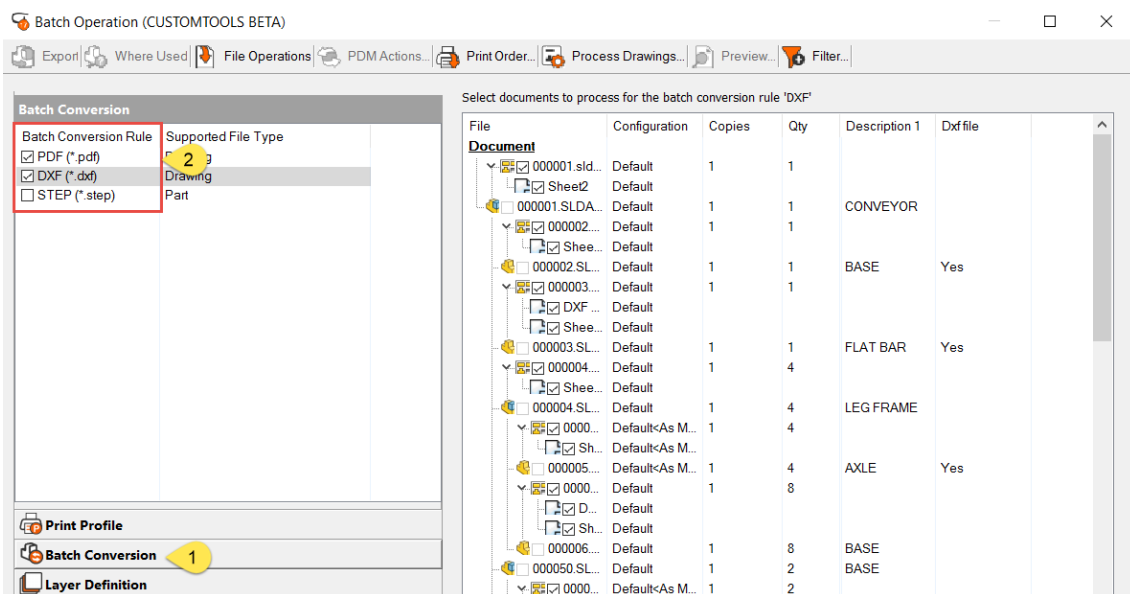 Batch Operation (CUSTOMTOOLS BETA)
Export Where Used File Operations PDM Actions... Print Order... Process Drawings... Preview... Filter...
Batch Conversion
Batch Conversion Rule Supported File Type
PDF (*.pdf)
2
DXF (*.dxf) Drawing
STEP (*.step) Part
Print Profile
Batch Conversion 1
Layer Definition
Select documents to process for the batch conversion rule 'DXF'
File Configuration Copies Qty Description 1 Dxf file
Document
000001.sld... Default 1 1
Sheet2 Default
000001.SLDA... Default 1 1 CONVEYOR
000002.... Default 1 1
Shee... Default
000002.SL... Default 1 1 BASE Yes
000003.... Default 1 1
DXF ... Default
Shee... Default
000003.SL... Default 1 1 FLAT BAR Yes
000004.... Default 1 4
Shee... Default
000004.SL... Default 1 4 LEG FRAME
0000... Default<As M... 1 4
Sh... Default<As M...
000005.... Default<As M... 1 4 AXLE Yes
0000... Default 1 8
D... Default
Sh... Default
000006.... Default 1 8 BASE
000050.SL... Default 1 2 BASE
0000... Default<As M... 1 2